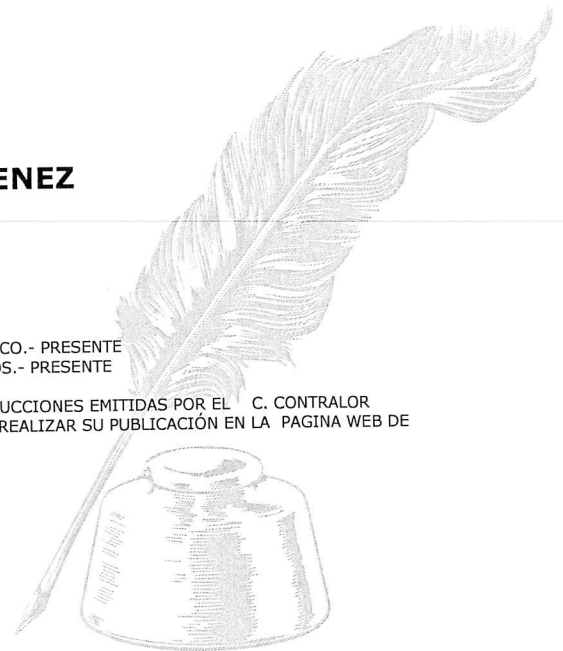 ENEZ
CO.- PRESENTE
OS.- PRESENTE
UCCIONES EMITIDAS POR EL C. CONTRALOR
REALIZAR SU PUBLICACIÓN EN LA PAGINA WEB DE